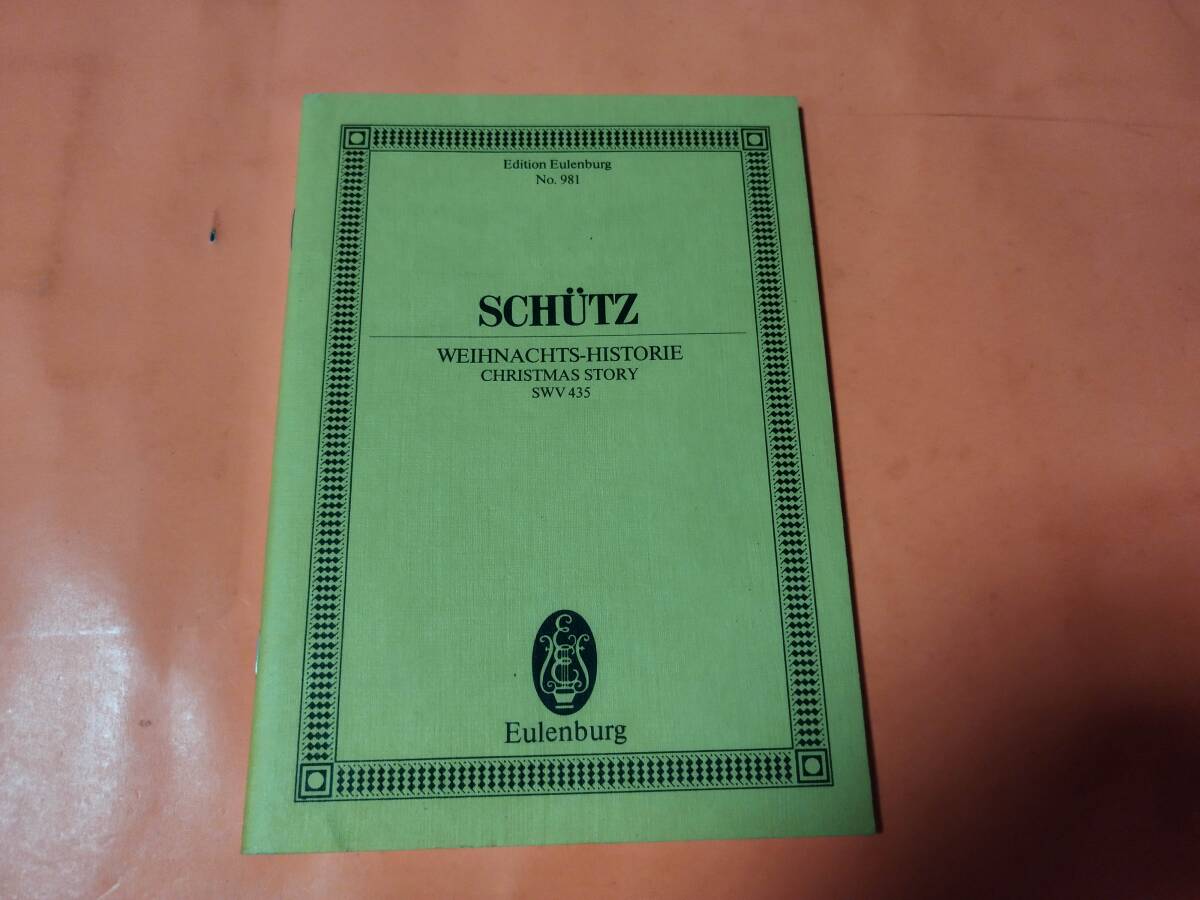 Edition Eulenburg
No. 981
SCHÜTZ
WEIHNACHTS-HISTORIE
CHRISTMAS STORY
SWV 435
Eulenburg